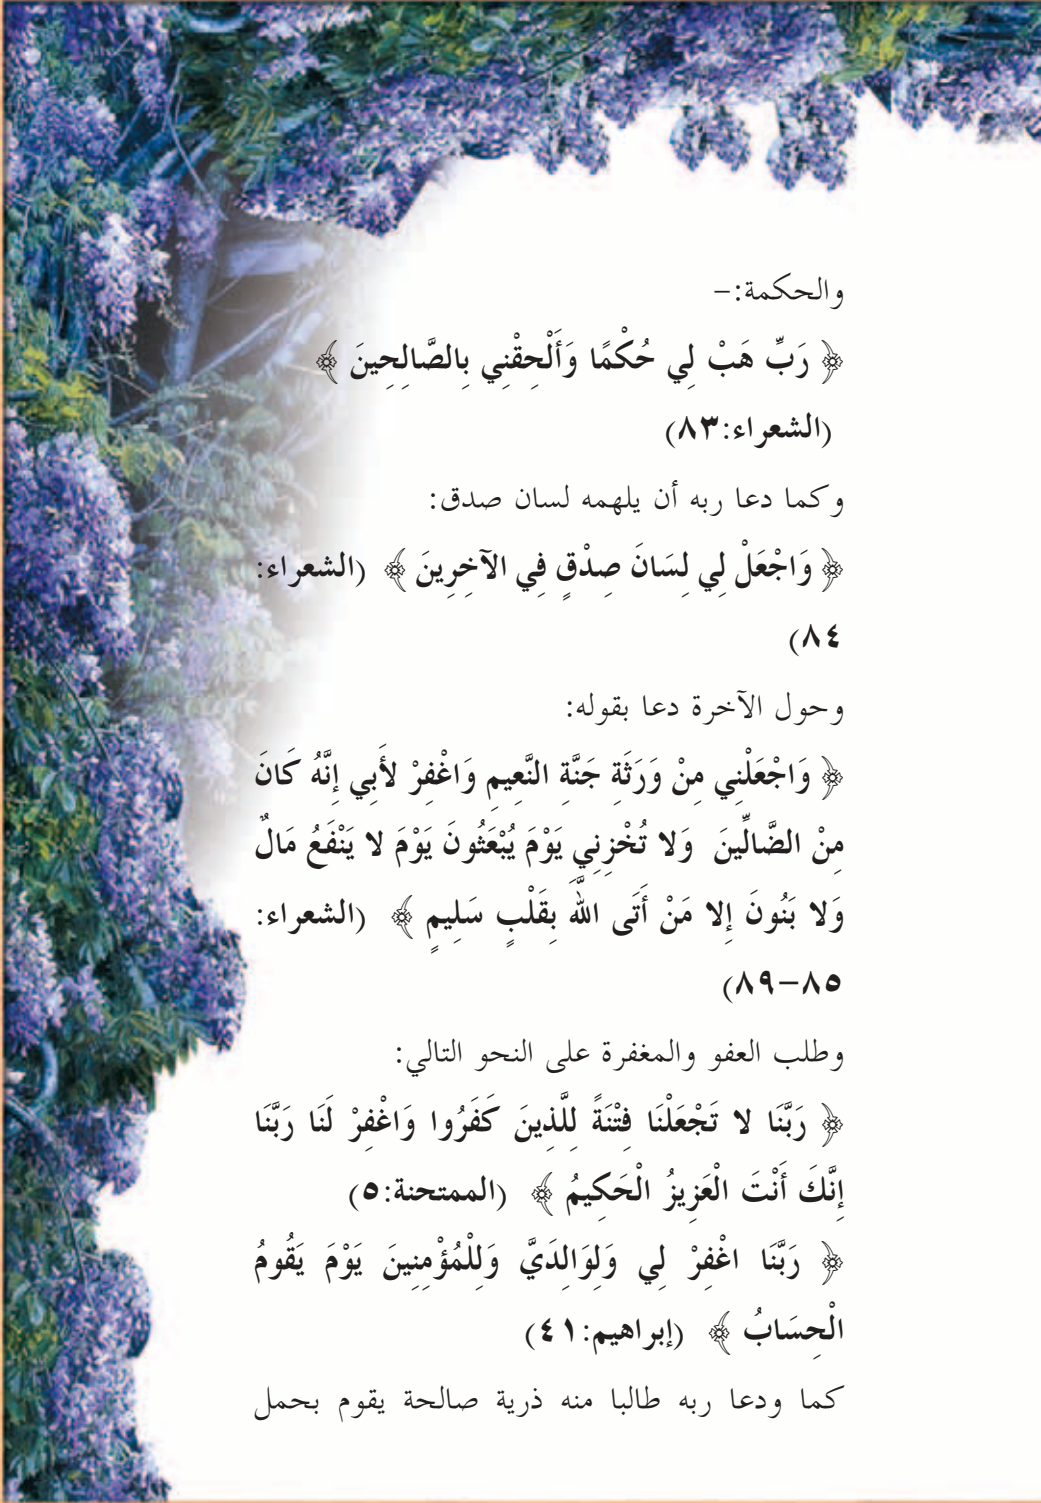 والحكمة:-
﴿ رَبِّ هَبْ لِي حُكْمًا وَأَلْحِقْنِي بِالصَّالِحِينَ ﴾
(الشعراء:٨٣)
وكما دعا ربه أن يلهمه لسان صدق:
﴿ وَاجْعَلْ لِي لِسَانَ صِدْقٍ فِي الآخِرِينَ ﴾ (الشعراء:
٨٤)
وحول الآخرة دعا بقوله:
﴿ وَاجْعَلْنِي مِنْ وَرَثَةِ جَنَّةِ النَّعِيمِ وَاغْفِرْ لأَبِي إِنَّهُ كَانَ
مِنْ الضَّالِّينَ وَلا تُخْزِنِي يَوْمَ يُبْعَثُونَ يَوْمَ لا يَنْفَعُ مَالٌ
وَلا بَنُونَ إِلا مَنْ أَتَى اللَّهَ بِقَلْبٍ سَلِيمٍ ﴾ (الشعراء:
٨٥-٨٩)
وطلب العفو والمغفرة على النحو التالي:
﴿ رَبَّنَا لا تَجْعَلْنَا فِتْنَةً لِلَّذِينَ كَفَرُوا وَاغْفِرْ لَنَا رَبَّنَا
إِنَّكَ أَنْتَ الْعَزِيزُ الْحَكِيمُ ﴾ (الممتحنة:٥)
﴿ رَبَّنَا اغْفِرْ لِي وَلِوَالِدَيَّ وَلِلْمُؤْمِنِينَ يَوْمَ يَقُومُ
الْحِسَابُ ﴾ (إبراهيم:٤١)
كما ودعا ربه طالبا منه ذرية صالحة يقوم بحمل